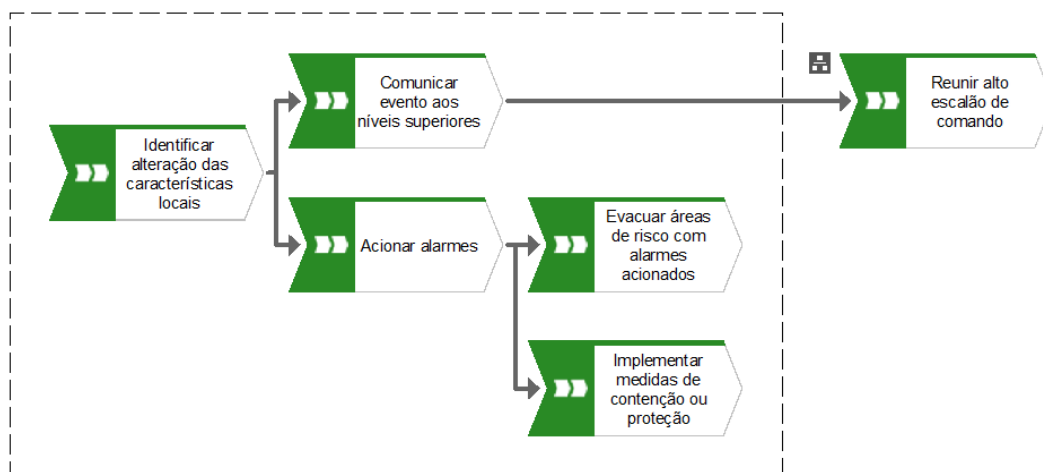 Identificar
alteração das
características
locais
Comunicar
evento aos
níveis superiores
Reunir alto
escalão de
comando
Acionar alarmes
Evacuar áreas
de risco com
alarmes
acionados
Implementar
medidas de
contenção ou
proteção